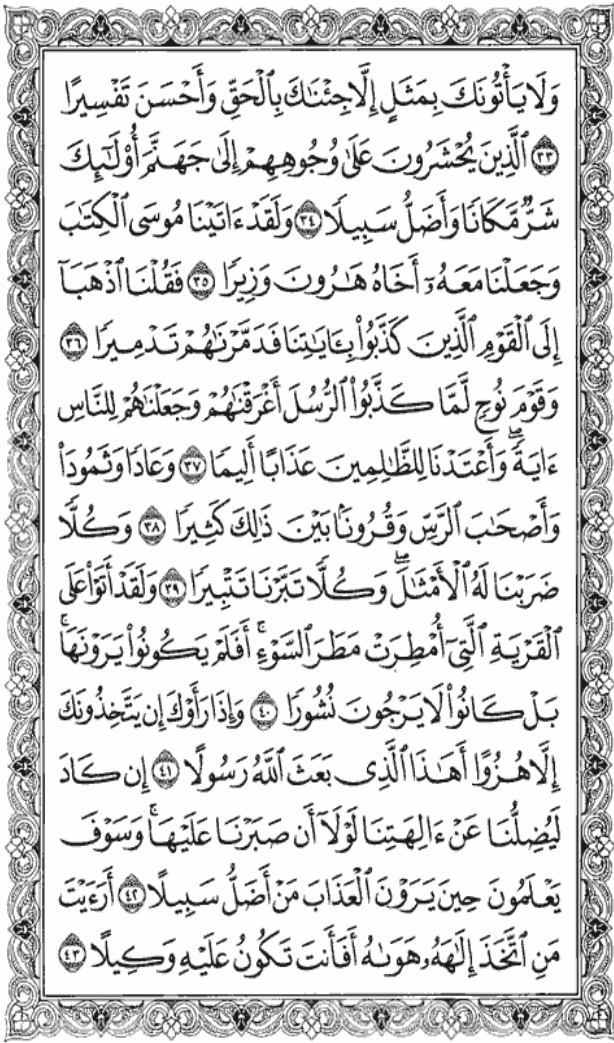 وَلَا يَأْتُونَكَ بِمَثَلٍ إِلَّا جِئْنَٰكَ بِٱلْحَقِّ وَأَحْسَنَ تَفْسِيرًا
٣٣ ٱلَّذِينَ يُحْشَرُونَ عَلَىٰ وُجُوهِهِمْ إِلَىٰ جَهَنَّمَ أُو۟لَٰٓئِكَ
شَرٌّ مَّكَانًا وَأَضَلُّ سَبِيلًا ٣٤ وَلَقَدْ ءَاتَيْنَا مُوسَى ٱلْكِتَٰبَ
وَجَعَلْنَا مَعَهُۥٓ أَخَاهُ هَٰرُونَ وَزِيرًا ٣٥ فَقُلْنَا ٱذْهَبَآ
إِلَى ٱلْقَوْمِ ٱلَّذِينَ كَذَّبُوا۟ بِـَٔايَٰتِنَا فَدَمَّرْنَٰهُمْ تَدْمِيرًا ٣٦
وَقَوْمَ نُوحٍ لَّمَّا كَذَّبُوا۟ ٱلرُّسُلَ أَغْرَقْنَٰهُمْ وَجَعَلْنَٰهُمْ لِلنَّاسِ
ءَايَةً ۖ وَأَعْتَدْنَا لِلظَّٰلِمِينَ عَذَابًا أَلِيمًا ٣٧ وَعَادًا وَثَمُودَا۟
وَأَصْحَٰبَ ٱلرَّسِّ وَقُرُونًۢا بَيْنَ ذَٰلِكَ كَثِيرًا ٣٨ وَكُلًّا
ضَرَبْنَا لَهُ ٱلْأَمْثَٰلَ ۖ وَكُلًّا تَبَّرْنَا تَتْبِيرًا ٣٩ وَلَقَدْ أَتَوْا۟ عَلَى
ٱلْقَرْيَةِ ٱلَّتِىٓ أُمْطِرَتْ مَطَرَ ٱلسَّوْءِ ۚ أَفَلَمْ يَكُونُوا۟ يَرَوْنَهَا ۚ
بَلْ كَانُوا۟ لَا يَرْجُونَ نُشُورًا ٤٠ وَإِذَا رَأَوْكَ إِن يَتَّخِذُونَكَ
إِلَّا هُزُوًا أَهَٰذَا ٱلَّذِى بَعَثَ ٱللَّهُ رَسُولًا ٤١ إِن كَادَ
لَيُضِلُّنَا عَنْ ءَالِهَتِنَا لَوْلَآ أَن صَبَرْنَا عَلَيْهَا ۚ وَسَوْفَ
يَعْلَمُونَ حِينَ يَرَوْنَ ٱلْعَذَابَ مَنْ أَضَلُّ سَبِيلًا ٤٢ أَرَءَيْتَ
مَنِ ٱتَّخَذَ إِلَٰهَهُۥ هَوَىٰهُ أَفَأَنتَ تَكُونُ عَلَيْهِ وَكِيلًا ٤٣